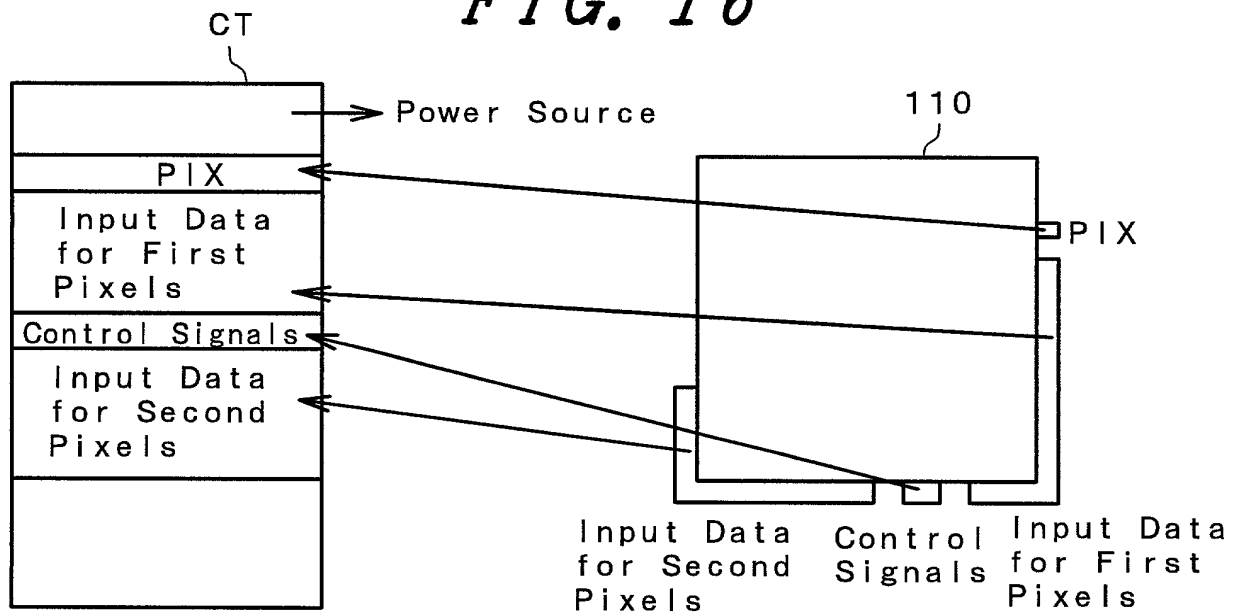 FIG. 16
CT
Power Source
PIX
Input Data
for First
Pixels
Control Signals
Input Data
for Second
Pixels
110
PIX
Input Data
for Second
Pixels
Control
Signals
Input Data
for First
Pixels